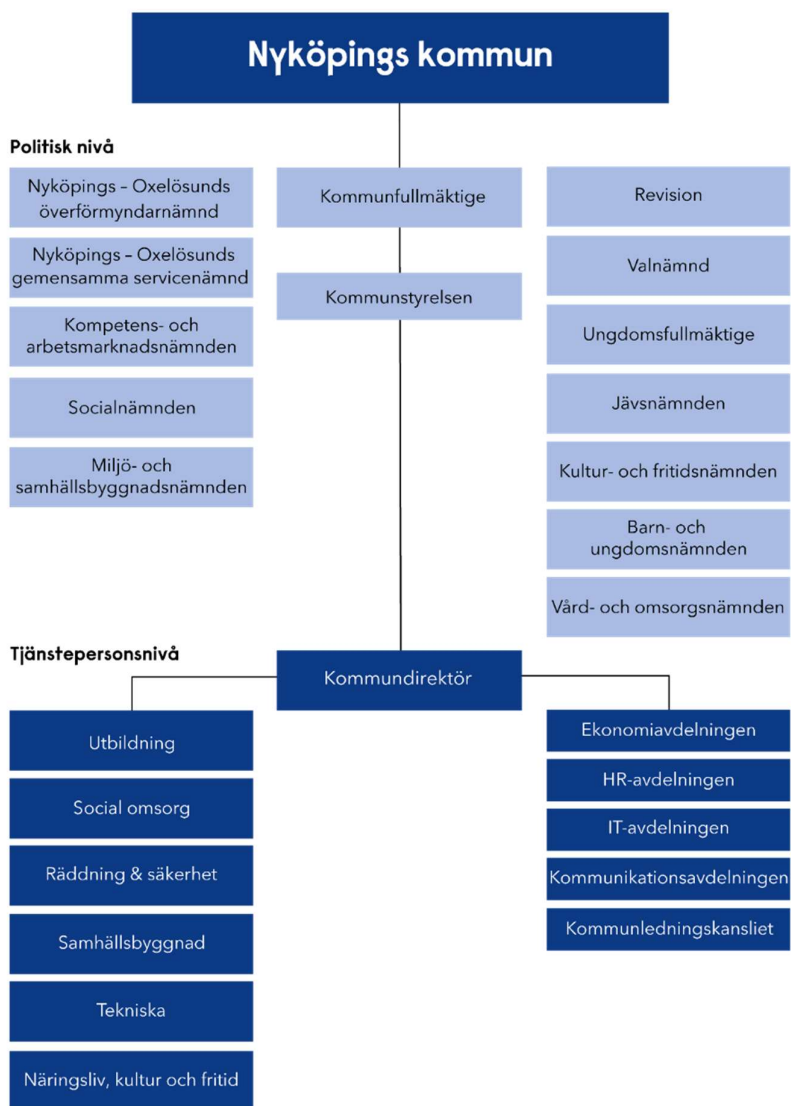 Nyköpings kommun
Politisk nivå
Nyköpings – Oxelösunds
överförmyndarnämnd
Nyköpings – Oxelösunds
gemensamma servicenämnd
Kompetens- och
arbetsmarknadsnämnden
Socialnämnden
Miljö- och
samhällsbyggnadsnämnden
Kommunfullmäktige
Kommunstyrelsen
Revision
Valnämnd
Ungdomsfullmäktige
Jävsnämnden
Kultur- och fritidsnämnden
Barn- och
ungdomsnämnden
Vård- och omsorgsnämnden
Tjänstepersonsnivå
Kommundirektör
Utbildning
Social omsorg
Räddning & säkerhet
Samhällsbyggnad
Tekniska
Näringsliv, kultur och fritid
Ekonomiavdelningen
HR-avdelningen
IT-avdelningen
Kommunikationsavdelningen
Kommunledningskansliet